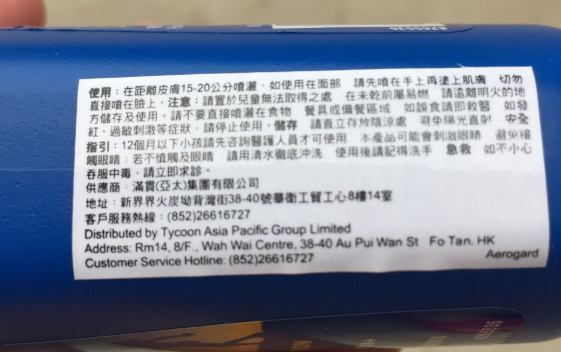 使用：在距離皮膚15-20公分噴灑，如使用在面部 請先噴在手上再塗上肌膚 切勿
直接噴在臉上。注意：請置於兒童無法取得之處 在未乾前屬易燃 請遠離明火的地
方儲存及使用。請不要直接噴灑在食物 餐具或備餐區域 如誤食請即救醫 如發
紅、過敏刺激等症狀，請停止使用。儲存 請直立存放陰涼處 避免陽光直射 安全
指引：12個月以下小孩請先咨詢醫護人員才可使用 本產品可能會刺激眼睛 避免接
觸眼睛；若不慎觸及眼睛 請用清水徹底沖洗 使用後請記得洗手 急救 如不小心
吞服中毒，請立即求診。
供應商：滿貫(亞太)集團有限公司
地址：新界界火炭坳背灣街38-40號華衛工貿工心8樓14室
客戶服務熱線：(852)26616727
Distributed by Tycoon Asia Pacific Group Limited
Address: Rm14, 8/F., Wah Wai Centre, 38-40 Au Pui Wan St Fo Tan. HK
Customer Service Hotline: (852)26616727 Aerogard